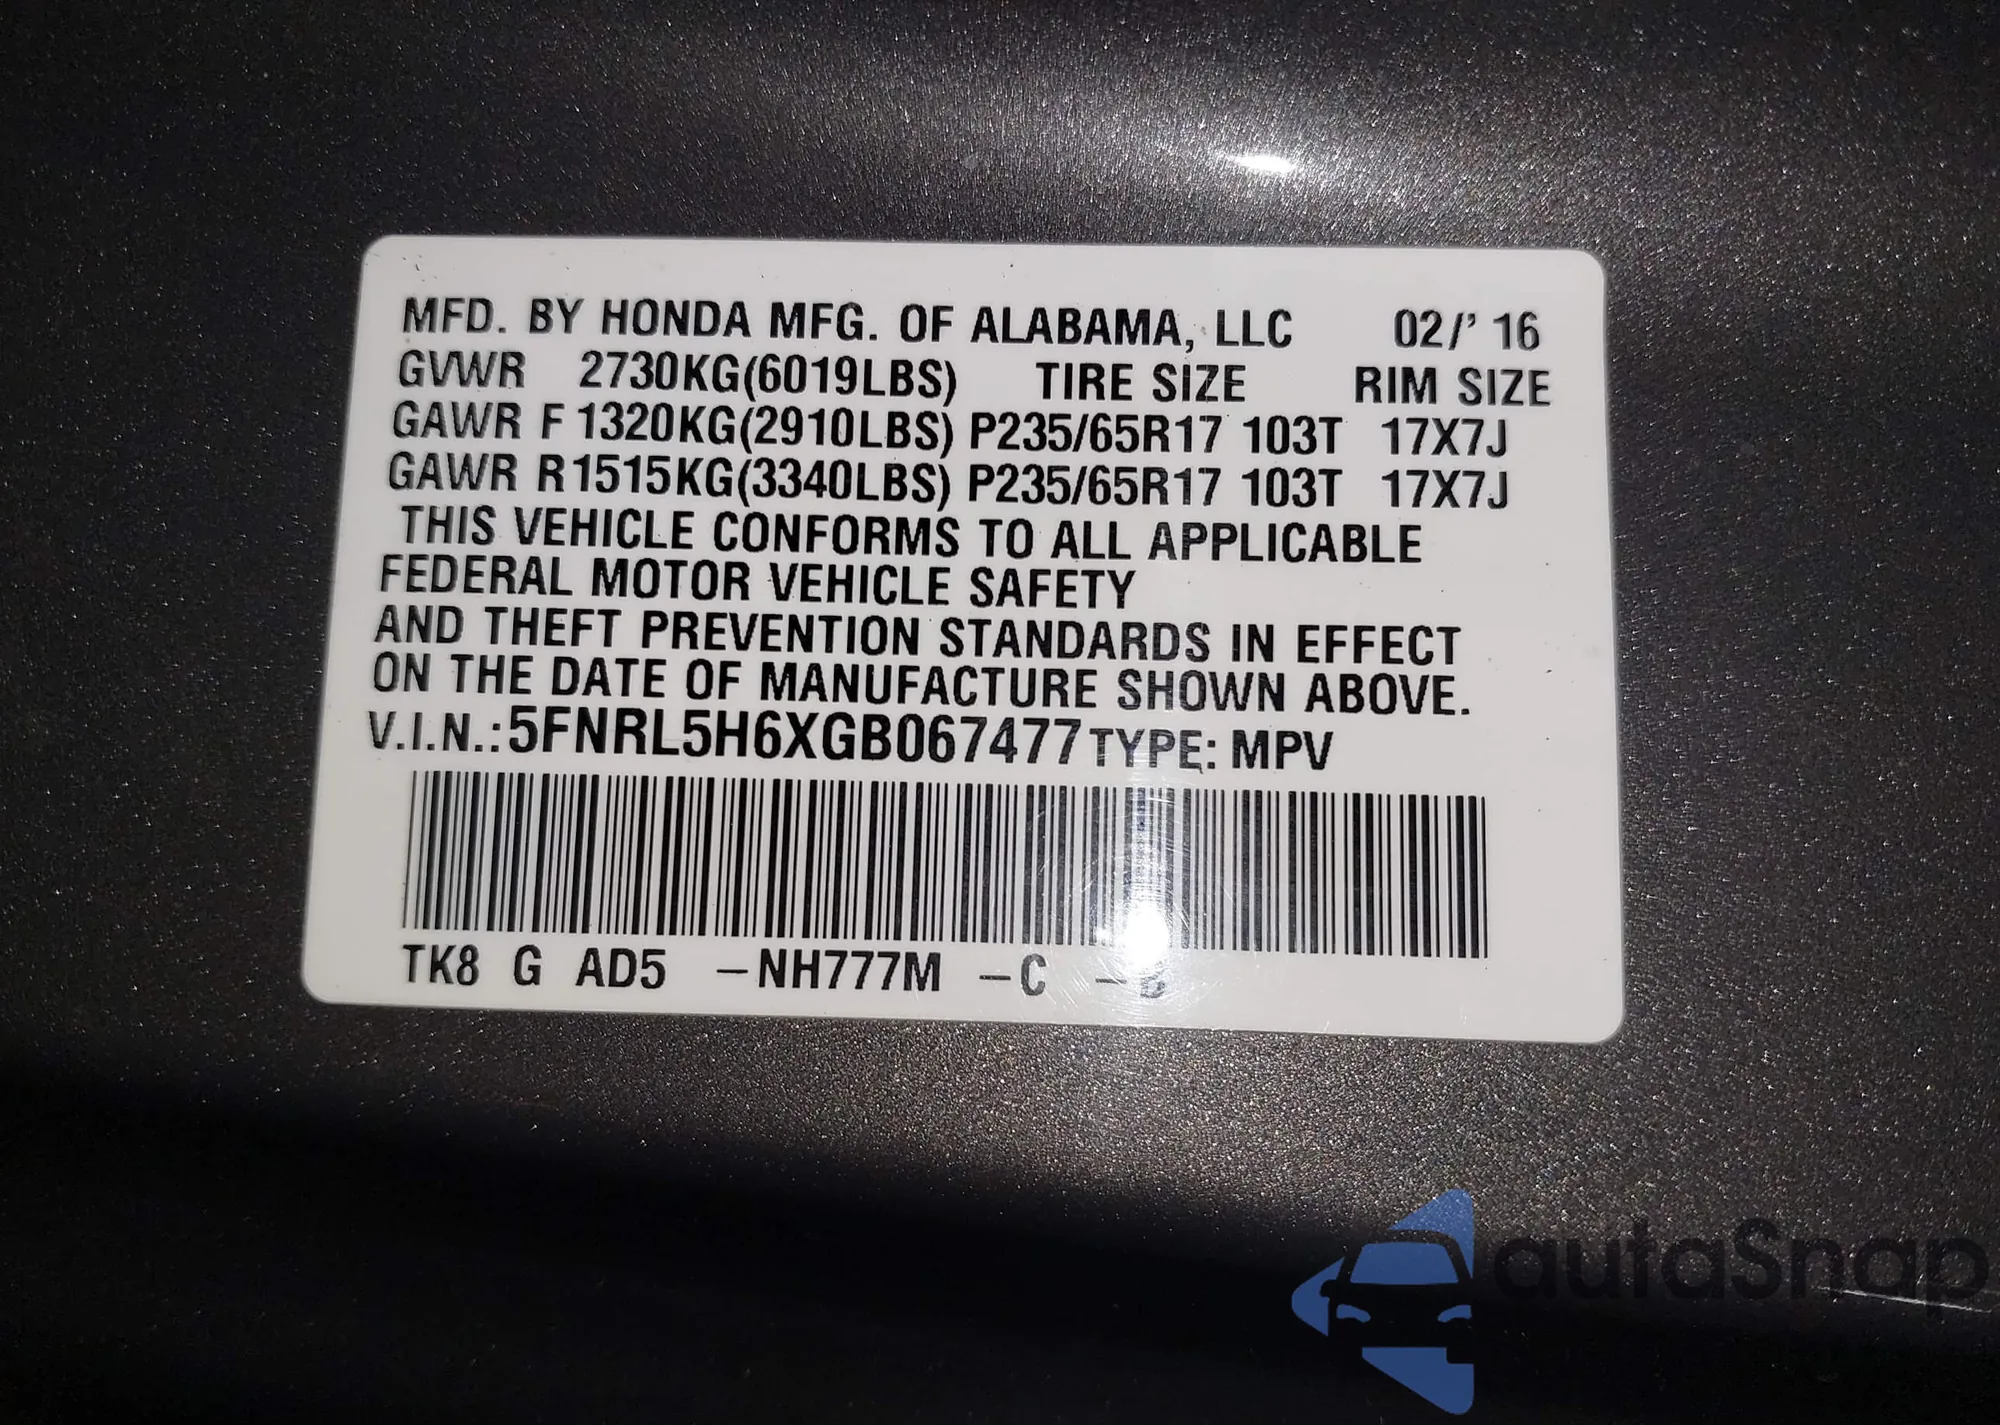 MFD. BY HONDA MFG. OF ALABAMA, LLC 02/' 16
GVWR 2730KG(6019LBS) TIRE SIZE RIM SIZE
GAWR F 1320KG(2910LBS) P235/65R17 103T 17X7J
GAWR R1515KG(3340LBS) P235/65R17 103T 17X7J
THIS VEHICLE CONFORMS TO ALL APPLICABLE
FEDERAL MOTOR VEHICLE SAFETY
AND THEFT PREVENTION STANDARDS IN EFFECT
ON THE DATE OF MANUFACTURE SHOWN ABOVE.
V.I.N.:5FNRL5H6XGB067477 TYPE: MPV
TK8 G AD5 –NH777M –C –
autaSnap